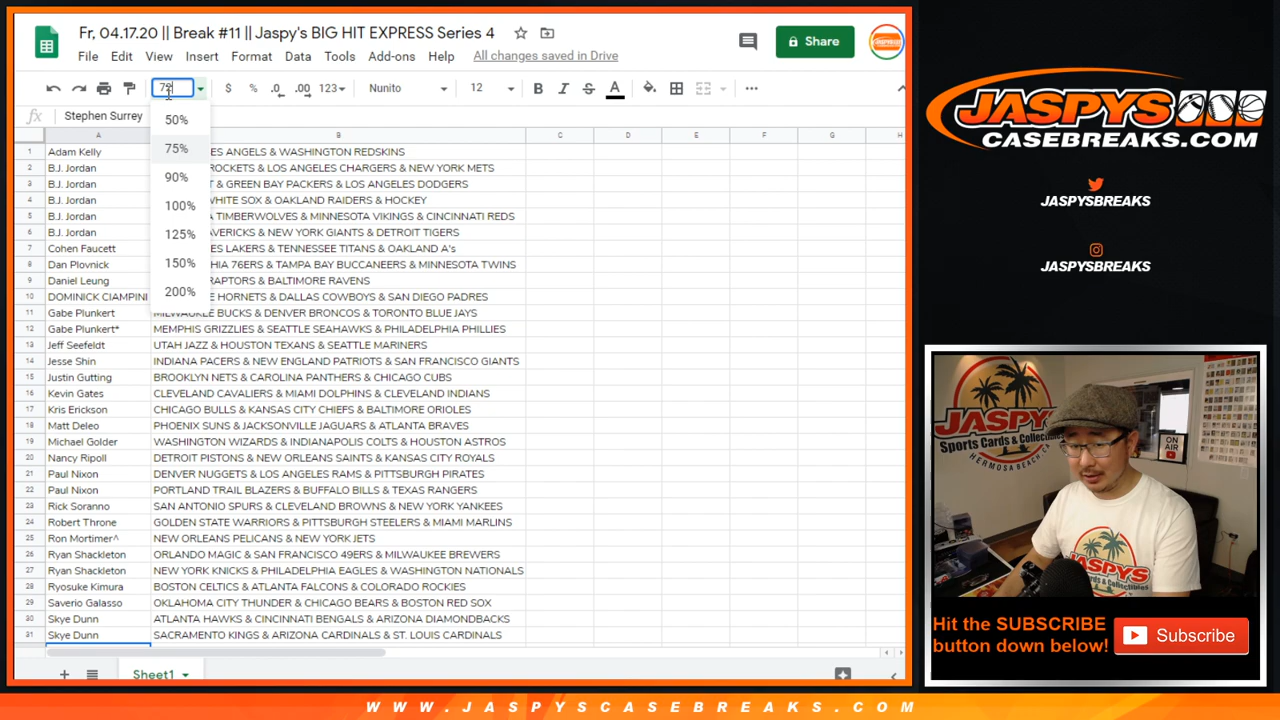 Fr, 04.17.20 || Break #11 || Jaspy's BIG HIT EXPRESS Series 4
Share
File Edit View Insert Format Data Tools Add-ons Help All changes saved in Drive
$ % .0 .00 123 Nunito 12 B I S A
fx Stephen Surrey
50%
75%
90%
100%
125%
150%
200%
A B C D E F G H
1 Adam Kelly ES ANGELS & WASHINGTON REDSKINS
2 B.J. Jordan ROCKETS & LOS ANGELES CHARGERS & NEW YORK METS
3 B.J. Jordan T & GREEN BAY PACKERS & LOS ANGELES DODGERS
4 B.J. Jordan WHITE SOX & OAKLAND RAIDERS & HOCKEY
5 B.J. Jordan A TIMBERWOLVES & MINNESOTA VIKINGS & CINCINNATI REDS
6 B.J. Jordan AVERICKS & NEW YORK GIANTS & DETROIT TIGERS
7 Cohen Faucett ES LAKERS & TENNESSEE TITANS & OAKLAND A's
8 Dan Plovnick HIA 76ERS & TAMPA BAY BUCCANEERS & MINNESOTA TWINS
9 Daniel Leung RAPTORS & BALTIMORE RAVENS
10 DOMINICK CIAMPINI E HORNETS & DALLAS COWBOYS & SAN DIEGO PADRES
11 Gabe Plunkert MILWAUKEE BUCKS & DENVER BRONCOS & TORONTO BLUE JAYS
12 Gabe Plunkert* MEMPHIS GRIZZLIES & SEATTLE SEAHAWKS & PHILADELPHIA PHILLIES
13 Jeff Seefeldt UTAH JAZZ & HOUSTON TEXANS & SEATTLE MARINERS
14 Jesse Shin INDIANA PACERS & NEW ENGLAND PATRIOTS & SAN FRANCISCO GIANTS
15 Justin Gutting BROOKLYN NETS & CAROLINA PANTHERS & CHICAGO CUBS
16 Kevin Gates CLEVELAND CAVALIERS & MIAMI DOLPHINS & CLEVELAND INDIANS
17 Kris Erickson CHICAGO BULLS & KANSAS CITY CHIEFS & BALTIMORE ORIOLES
18 Matt Deleo PHOENIX SUNS & JACKSONVILLE JAGUARS & ATLANTA BRAVES
19 Michael Golder WASHINGTON WIZARDS & INDIANAPOLIS COLTS & HOUSTON ASTROS
20 Nancy Ripoll DETROIT PISTONS & NEW ORLEANS SAINTS & KANSAS CITY ROYALS
21 Paul Nixon DENVER NUGGETS & LOS ANGELES RAMS & PITTSBURGH PIRATES
22 Paul Nixon PORTLAND TRAIL BLAZERS & BUFFALO BILLS & TEXAS RANGERS
23 Rick Soranno SAN ANTONIO SPURS & CLEVELAND BROWNS & NEW YORK YANKEES
24 Robert Throne GOLDEN STATE WARRIORS & PITTSBURGH STEELERS & MIAMI MARLINS
25 Ron Mortimer^ NEW ORLEANS PELICANS & NEW YORK JETS
26 Ryan Shackleton ORLANDO MAGIC & SAN FRANCISCO 49ERS & MILWAUKEE BREWERS
27 Ryan Shackleton NEW YORK KNICKS & PHILADELPHIA EAGLES & WASHINGTON NATIONALS
28 Ryosuke Kimura BOSTON CELTICS & ATLANTA FALCONS & COLORADO ROCKIES
29 Saverio Galasso OKLAHOMA CITY THUNDER & CHICAGO BEARS & BOSTON RED SOX
30 Skye Dunn ATLANTA HAWKS & CINCINNATI BENGALS & ARIZONA DIAMONDBACKS
31 Skye Dunn SACRAMENTO KINGS & ARIZONA CARDINALS & ST. LOUIS CARDINALS
Sheet1
JASPYS
CASEBREAKS.COM
JASPYSBREAKS
JASPYSBREAKS
JASPYS
Sports Cards & Collectibles
HERMOSA BEACH, CA
ON
AIR
JASPYS
Hit the SUBSCRIBE
button down below!
Subscribe
WWW.JASPYSCASEBREAKS.COM